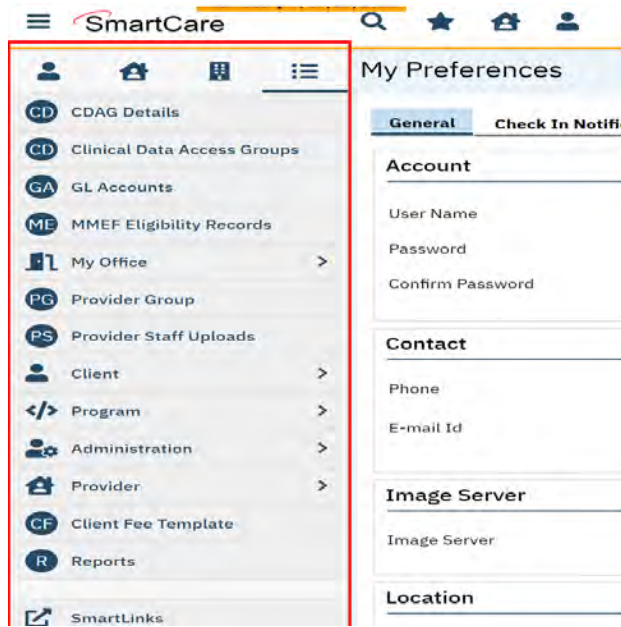 SmartCare
CD CDAG Details
CD Clinical Data Access Groups
GA GL Accounts
ME MMEF Eligibility Records
My Office >
PG Provider Group
PS Provider Staff Uploads
Client >
</> Program >
Administration >
Provider >
CF Client Fee Template
R Reports
SmartLinks
My Preferences
General Check In Notifi
Account
User Name
Password
Confirm Password
Contact
Phone
E-mail Id
Image Server
Image Server
Location